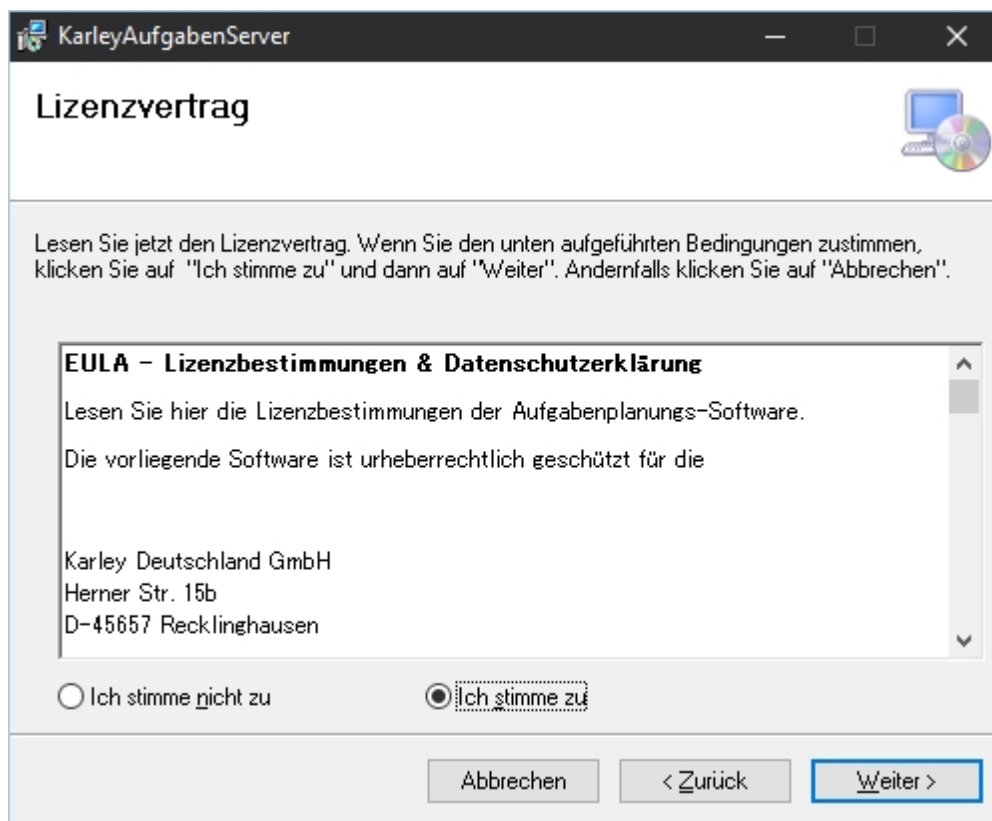 KarleyAufgabenServer
Lizenzvertrag
Lesen Sie jetzt den Lizenzvertrag. Wenn Sie den unten aufgeführten Bedingungen zustimmen,
klicken Sie auf "Ich stimme zu" und dann auf "Weiter". Andernfalls klicken Sie auf "Abbrechen".
EULA - Lizenzbestimmungen & Datenschutzerklärung
Lesen Sie hier die Lizenzbestimmungen der Aufgabenplanungs-Software.
Die vorliegende Software ist urheberrechtlich geschützt für die
Karley Deutschland GmbH
Herner Str. 15b
D-45657 Recklinghausen
Ich stimme nicht zu Ich stimme zu
Abbrechen < Zurück Weiter >